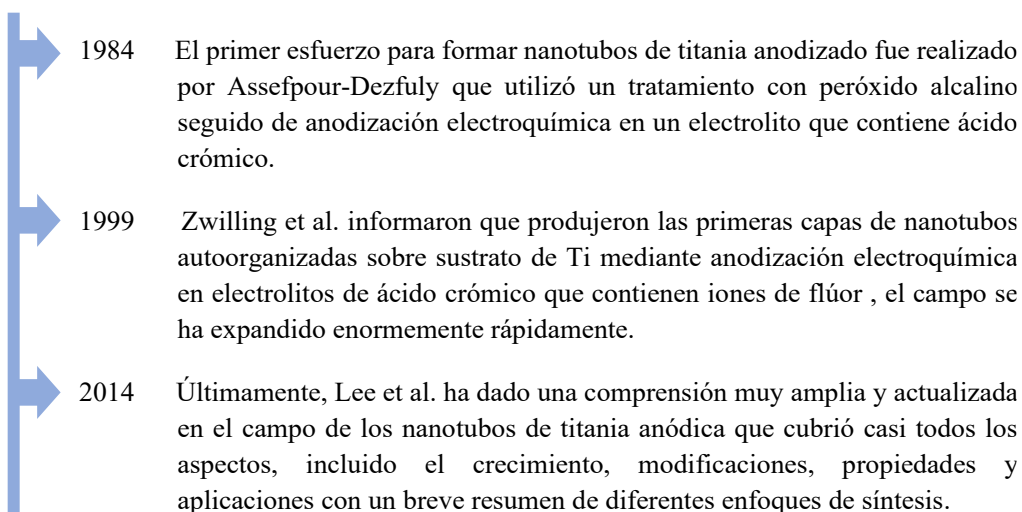 1984 El primer esfuerzo para formar nanotubos de titania anodizado fue realizado
por Assefpour-Dezfuly que utilizó un tratamiento con peróxido alcalino
seguido de anodización electroquímica en un electrolito que contiene ácido
crómico.
1999 Zwilling et al. informaron que produjeron las primeras capas de nanotubos
autoorganizadas sobre sustrato de Ti mediante anodización electroquímica
en electrolitos de ácido crómico que contienen iones de flúor , el campo se
ha expandido enormemente rápidamente.
2014 Últimamente, Lee et al. ha dado una comprensión muy amplia y actualizada
en el campo de los nanotubos de titania anódica que cubrió casi todos los
aspectos, incluido el crecimiento, modificaciones, propiedades y
aplicaciones con un breve resumen de diferentes enfoques de síntesis.